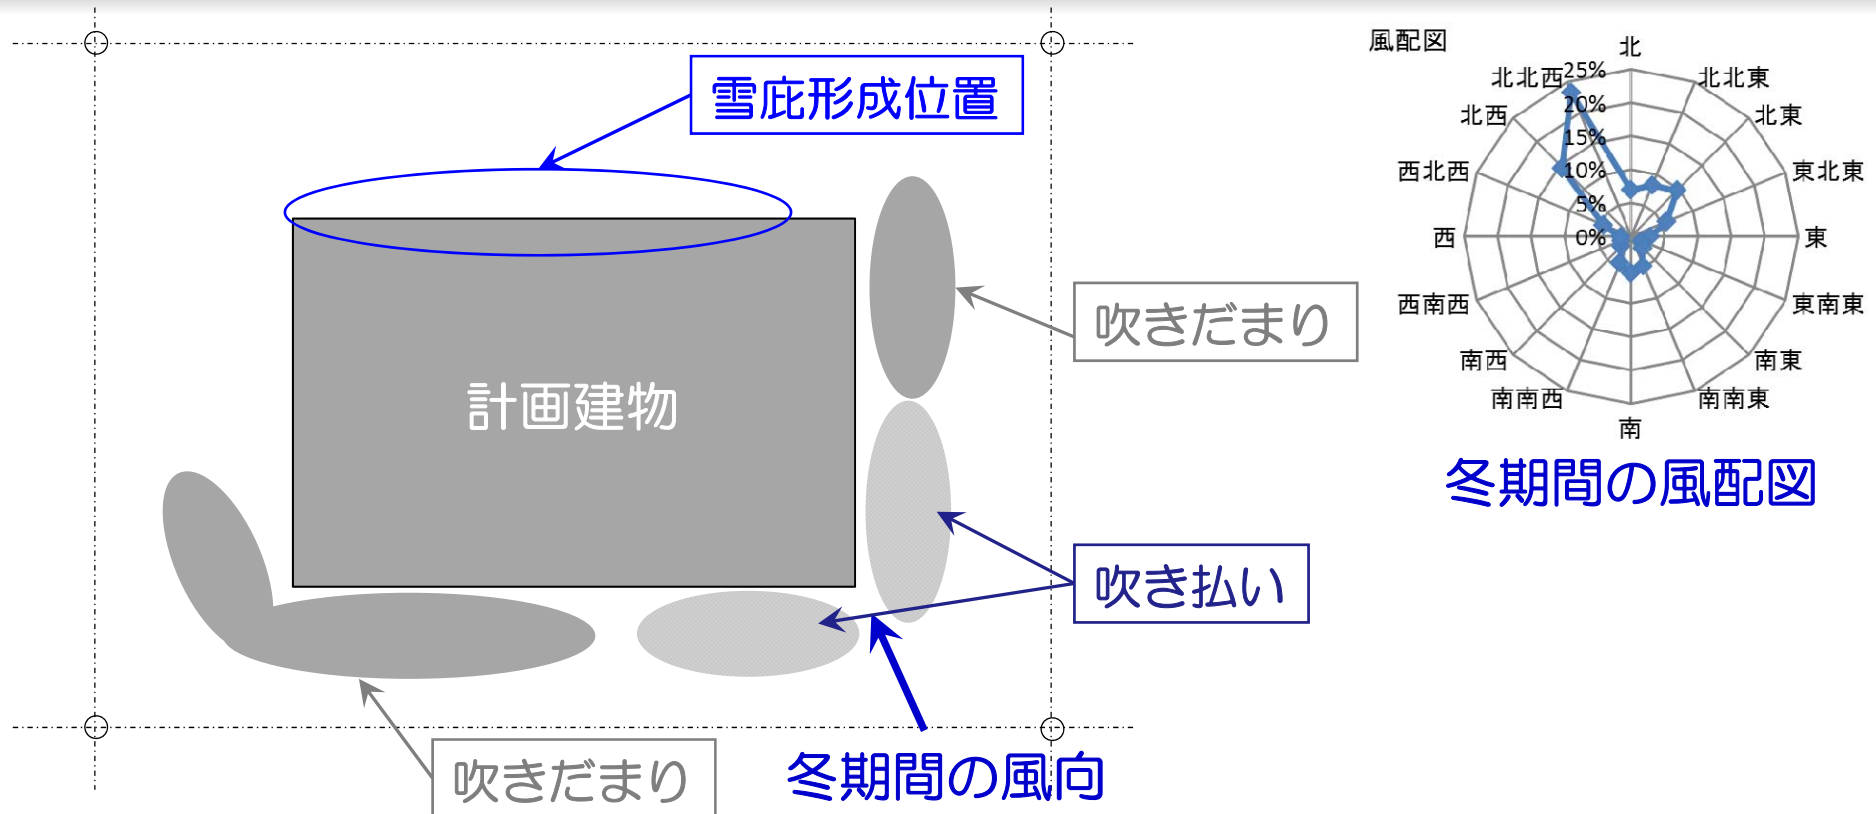 雪庇形成位置
計画建物
吹きだまり
吹き払い
吹きだまり
冬期間の風向
風配図
北
北北東
北東
東北東
東
東南東
南東
南南東
南
南南西
南西
西南西
西
西北西
北西
北北西
25%
20%
15%
10%
5%
0%
冬期間の風配図